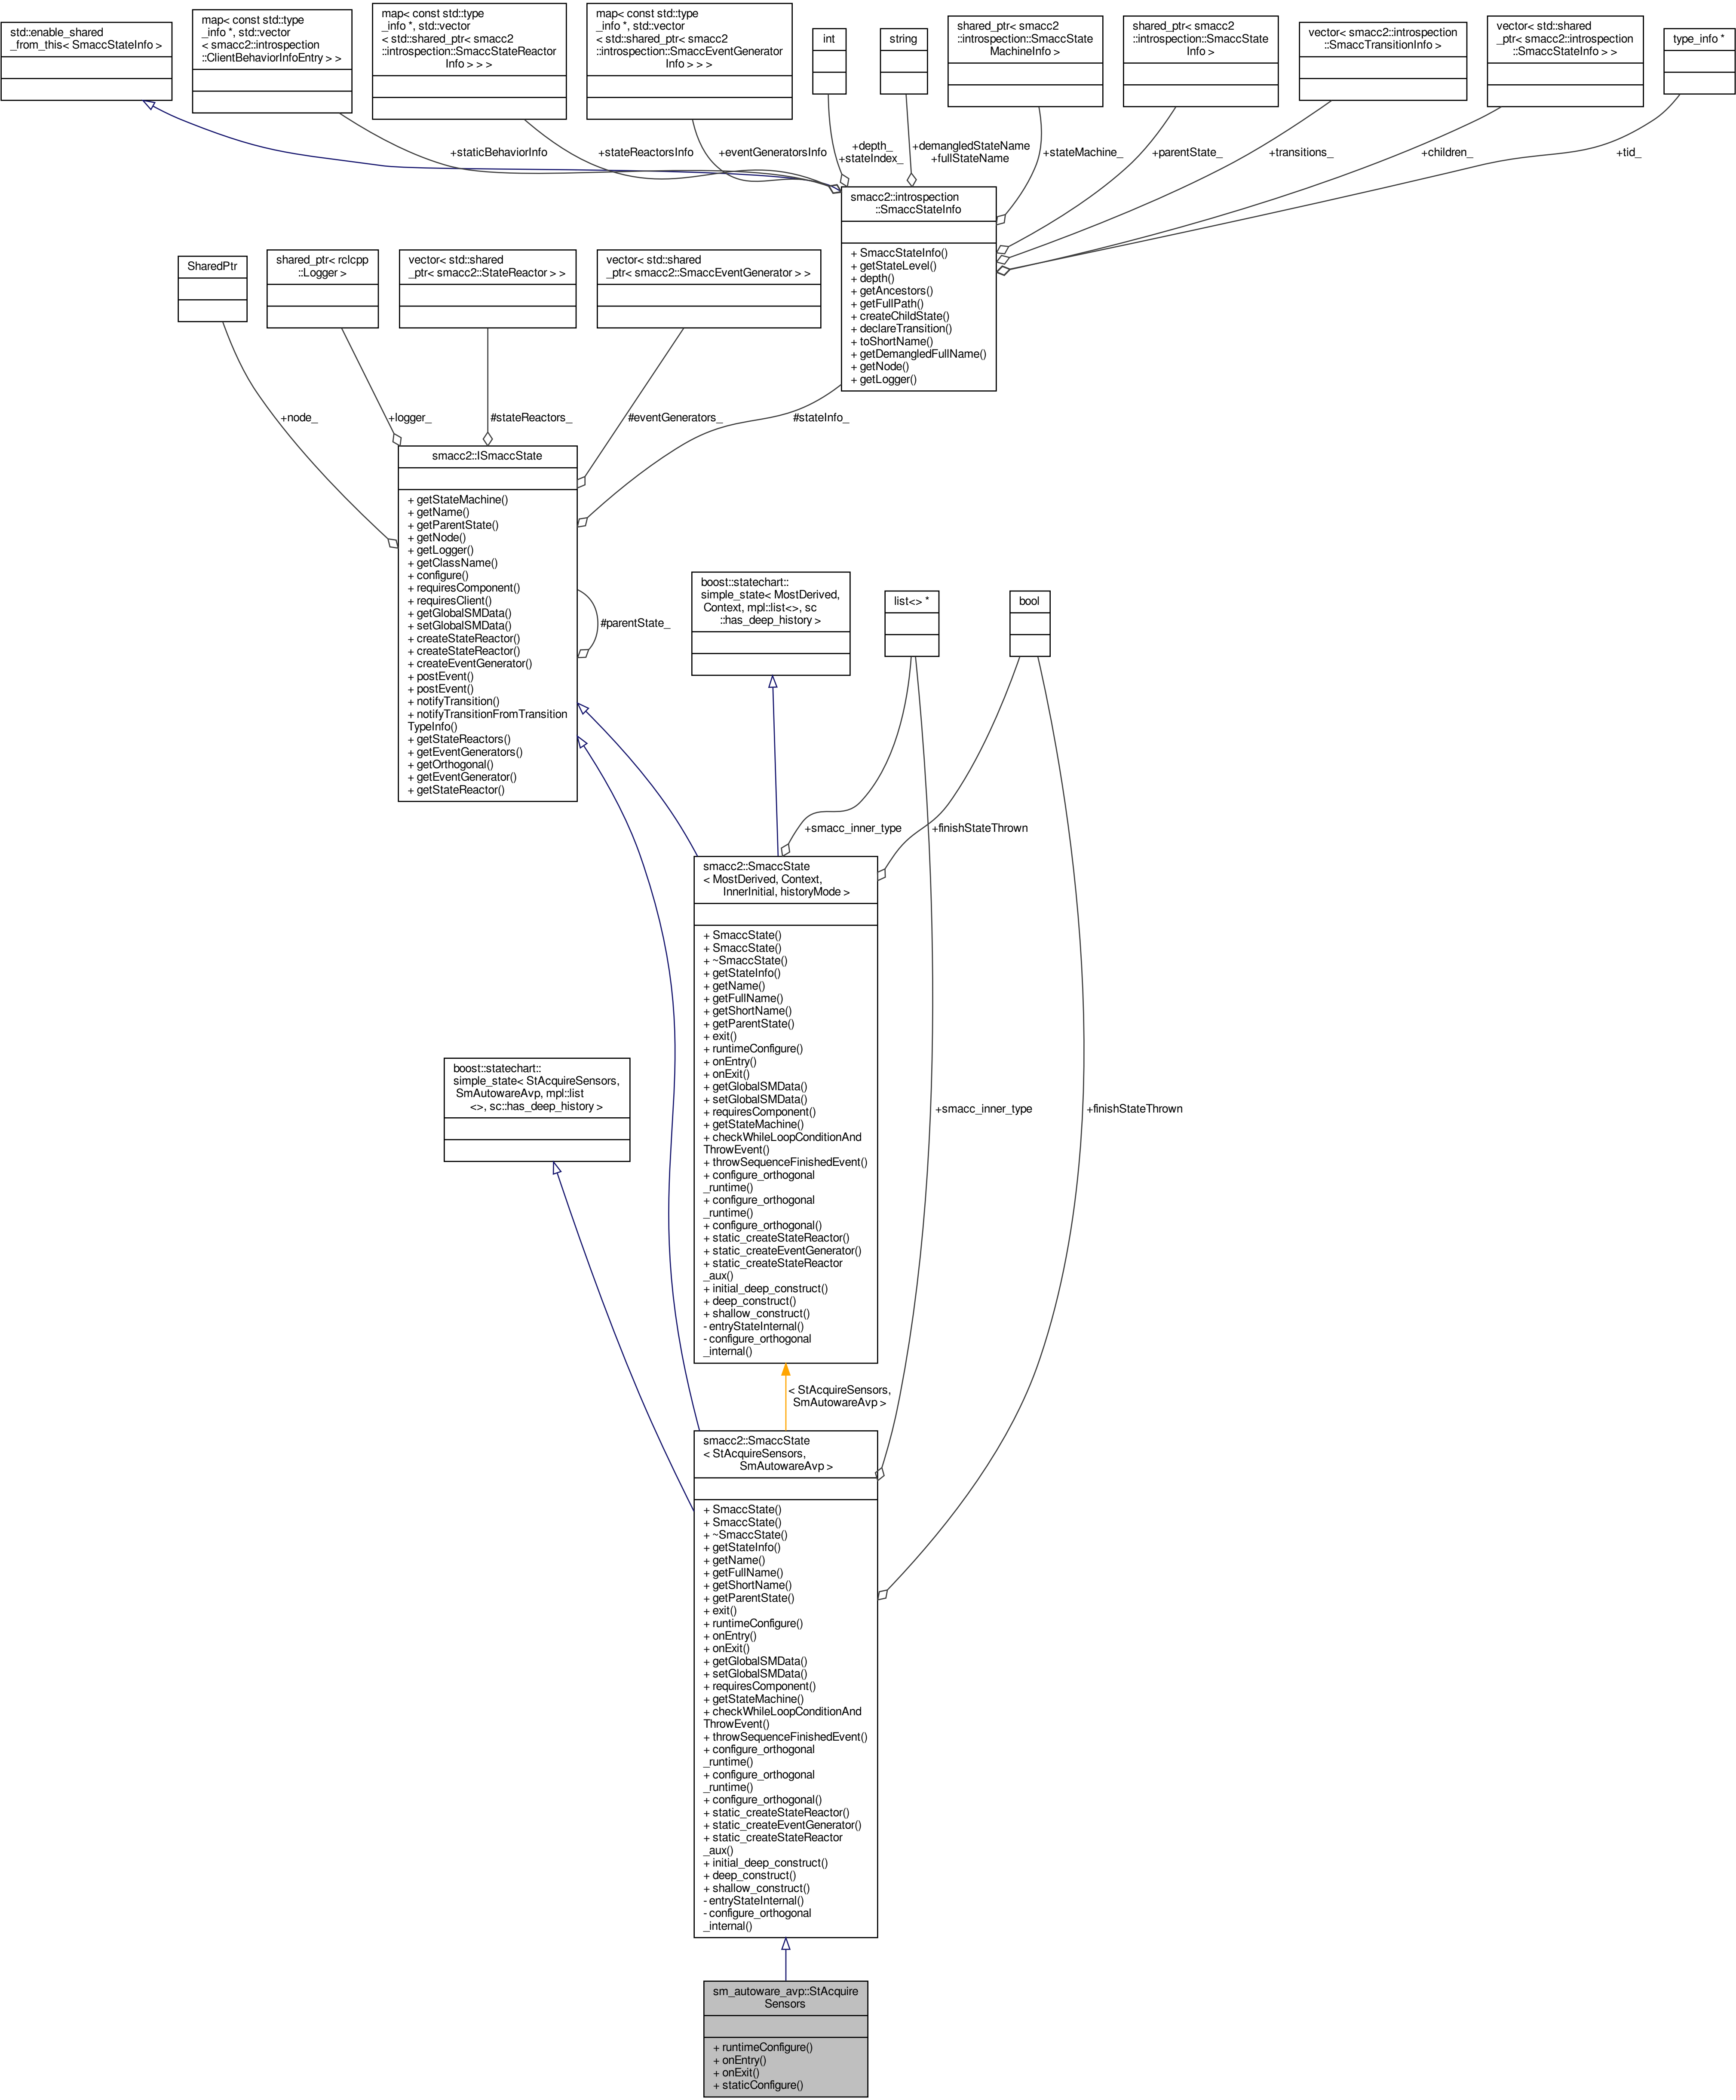 std::enable_shared
_from_this< SmaccStateInfo >
map< const std::type
_info *, std::vector
< smacc2::introspection
::ClientBehaviorInfoEntry > >
map< const std::type
_info *, std::vector
< std::shared_ptr< smacc2
::introspection::SmaccStateReactor
Info > > >
map< const std::type
_info *, std::vector
< std::shared_ptr< smacc2
::introspection::SmaccEventGenerator
Info > > >
int
string
shared_ptr< smacc2
::introspection::SmaccState
MachineInfo >
shared_ptr< smacc2
::introspection::SmaccState
Info >
vector< smacc2::introspection
::SmaccTransitionInfo >
vector< std::shared
_ptr< smacc2::introspection
::SmaccStateInfo > >
type_info *
+staticBehaviorInfo
+stateReactorsInfo
+eventGeneratorsInfo
+depth_
+stateIndex_
+demangledStateName
+fullStateName
+stateMachine_
+parentState_
+transitions_
+children_
+tid_
smacc2::introspection
::SmaccStateInfo
+ SmaccStateInfo()
+ getStateLevel()
+ depth()
+ getAncestors()
+ getFullPath()
+ createChildState()
+ declareTransition()
+ toShortName()
+ getDemangledFullName()
+ getNode()
+ getLogger()
SharedPtr
shared_ptr< rclcpp
::Logger >
vector< std::shared
_ptr< smacc2::StateReactor > >
vector< std::shared
_ptr< smacc2::SmaccEventGenerator > >
+node_
+logger_
#stateReactors_
#eventGenerators_
#stateInfo_
smacc2::ISmaccState
+ getStateMachine()
+ getName()
+ getParentState()
+ getNode()
+ getLogger()
+ getClassName()
+ configure()
+ requiresComponent()
+ requiresClient()
+ getGlobalSMData()
+ setGlobalSMData()
+ createStateReactor()
+ createStateReactor()
+ createEventGenerator()
+ postEvent()
+ postEvent()
+ notifyTransition()
+ notifyTransitionFromTransition
TypeInfo()
+ getStateReactors()
+ getEventGenerators()
+ getOrthogonal()
+ getEventGenerator()
+ getStateReactor()
#parentState_
boost::statechart::
simple_state< MostDerived,
Context, mpl::list<>, sc
::has_deep_history >
list<> *
bool
+smacc_inner_type
+finishStateThrown
smacc2::SmaccState
< MostDerived, Context,
InnerInitial, historyMode >
+ SmaccState()
+ SmaccState()
+ ~SmaccState()
+ getStateInfo()
+ getName()
+ getFullName()
+ getShortName()
+ getParentState()
+ exit()
+ runtimeConfigure()
+ onEntry()
+ onExit()
+ getGlobalSMData()
+ setGlobalSMData()
+ requiresComponent()
+ getStateMachine()
+ checkWhileLoopConditionAnd
ThrowEvent()
+ throwSequenceFinishedEvent()
+ configure_orthogonal
_runtime()
+ configure_orthogonal
_runtime()
+ configure_orthogonal()
+ static_createStateReactor()
+ static_createEventGenerator()
+ static_createStateReactor
_aux()
+ initial_deep_construct()
+ deep_construct()
+ shallow_construct()
- entryStateInternal()
- configure_orthogonal
_internal()
boost::statechart::
simple_state< StAcquireSensors,
SmAutowareAvp, mpl::list
<>, sc::has_deep_history >
+smacc_inner_type
+finishStateThrown
< StAcquireSensors,
SmAutowareAvp >
smacc2::SmaccState
< StAcquireSensors,
SmAutowareAvp >
+ SmaccState()
+ SmaccState()
+ ~SmaccState()
+ getStateInfo()
+ getName()
+ getFullName()
+ getShortName()
+ getParentState()
+ exit()
+ runtimeConfigure()
+ onEntry()
+ onExit()
+ getGlobalSMData()
+ setGlobalSMData()
+ requiresComponent()
+ getStateMachine()
+ checkWhileLoopConditionAnd
ThrowEvent()
+ throwSequenceFinishedEvent()
+ configure_orthogonal
_runtime()
+ configure_orthogonal
_runtime()
+ configure_orthogonal()
+ static_createStateReactor()
+ static_createEventGenerator()
+ static_createStateReactor
_aux()
+ initial_deep_construct()
+ deep_construct()
+ shallow_construct()
- entryStateInternal()
- configure_orthogonal
_internal()
sm_autoware_avp::StAcquire
Sensors
+ runtimeConfigure()
+ onEntry()
+ onExit()
+ staticConfigure()